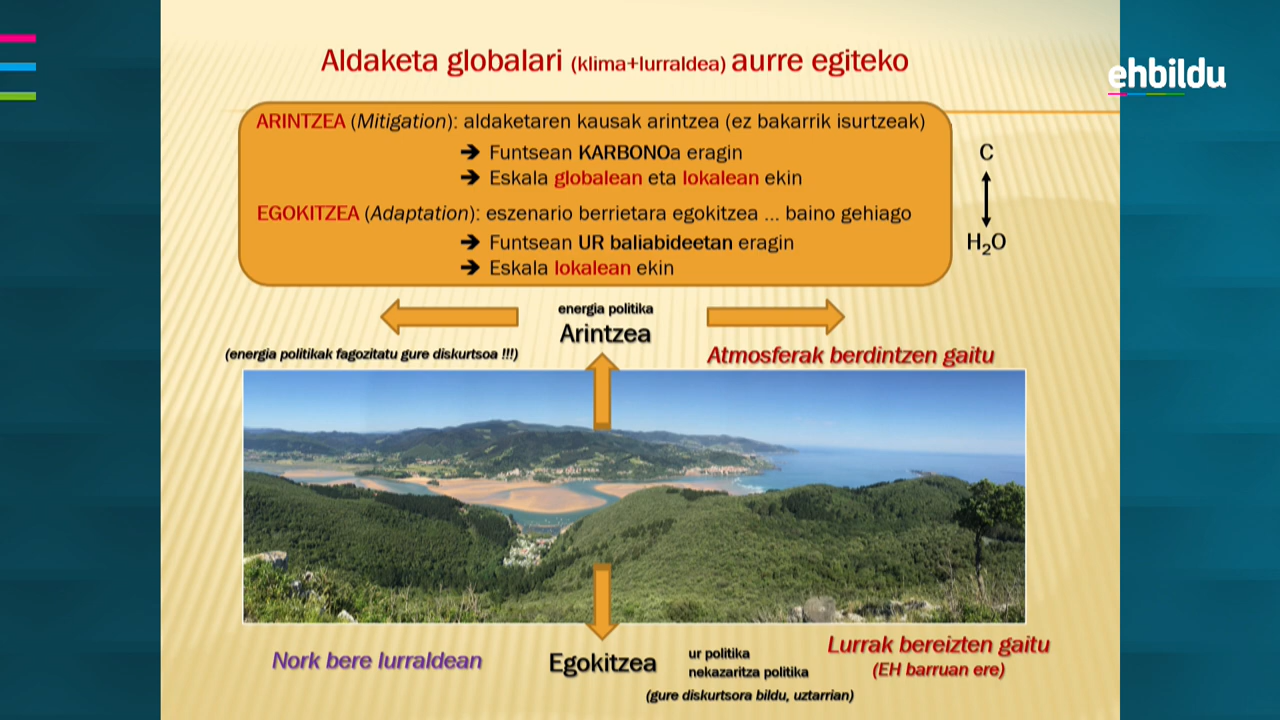 Aldaketa globalari (klima+lurraldea) aurre egiteko
ehbildu
ARINTZEA (Mitigation): aldaketaren kausak arintzea (ez bakarrik isurtzeak)
➔ Funtsean KARBONOa eragin
➔ Eskala globalean eta lokalean ekin
EGOKITZEA (Adaptation): eszenario berrietara egokitzea ... baino gehiago
➔ Funtsean UR baliabideetan eragin
➔ Eskala lokalean ekin
C
H₂O
energia politika
Arintzea
(energia politikak fagozitatu gure diskurtsoa !!!)
Atmosferak berdintzen gaitu
Nork bere lurraldean
Egokitzea
ur politika
nekazaritza politika
(gure diskurtsora bildu, uztarrian)
Lurrak bereizten gaitu
(EH barruan ere)